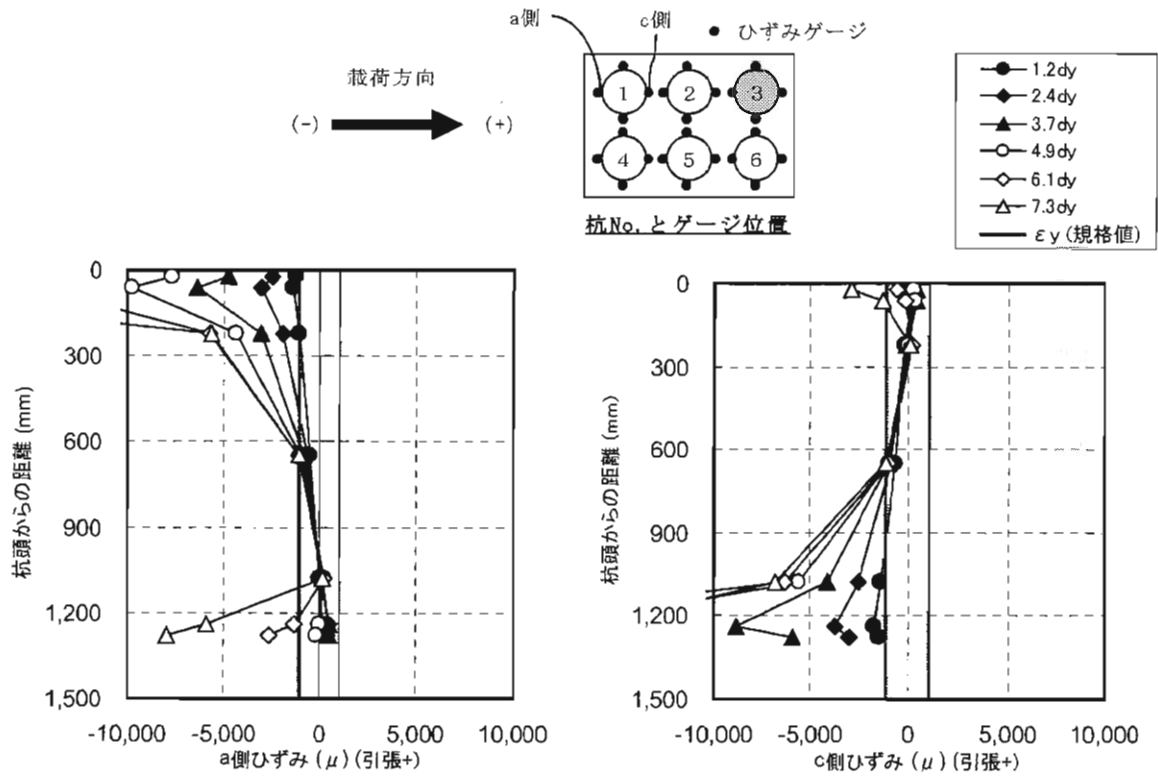 a側
c側
ひずみゲージ
載荷方向
(-)
(+)
1
2
3
4
5
6
杭No.とゲージ位置
1.2dy
2.4dy
3.7dy
4.9dy
6.1dy
7.3dy
εy(規格値)
杭頭からの距離(mm)
0
300
600
900
1,200
1,500
-10,000
-5,000
0
5,000
10,000
a側ひずみ(μ)(引張+)
杭頭からの距離(mm)
0
300
600
900
1,200
1,500
-10,000
-5,000
0
5,000
10,000
c側ひずみ(μ)(引張+)